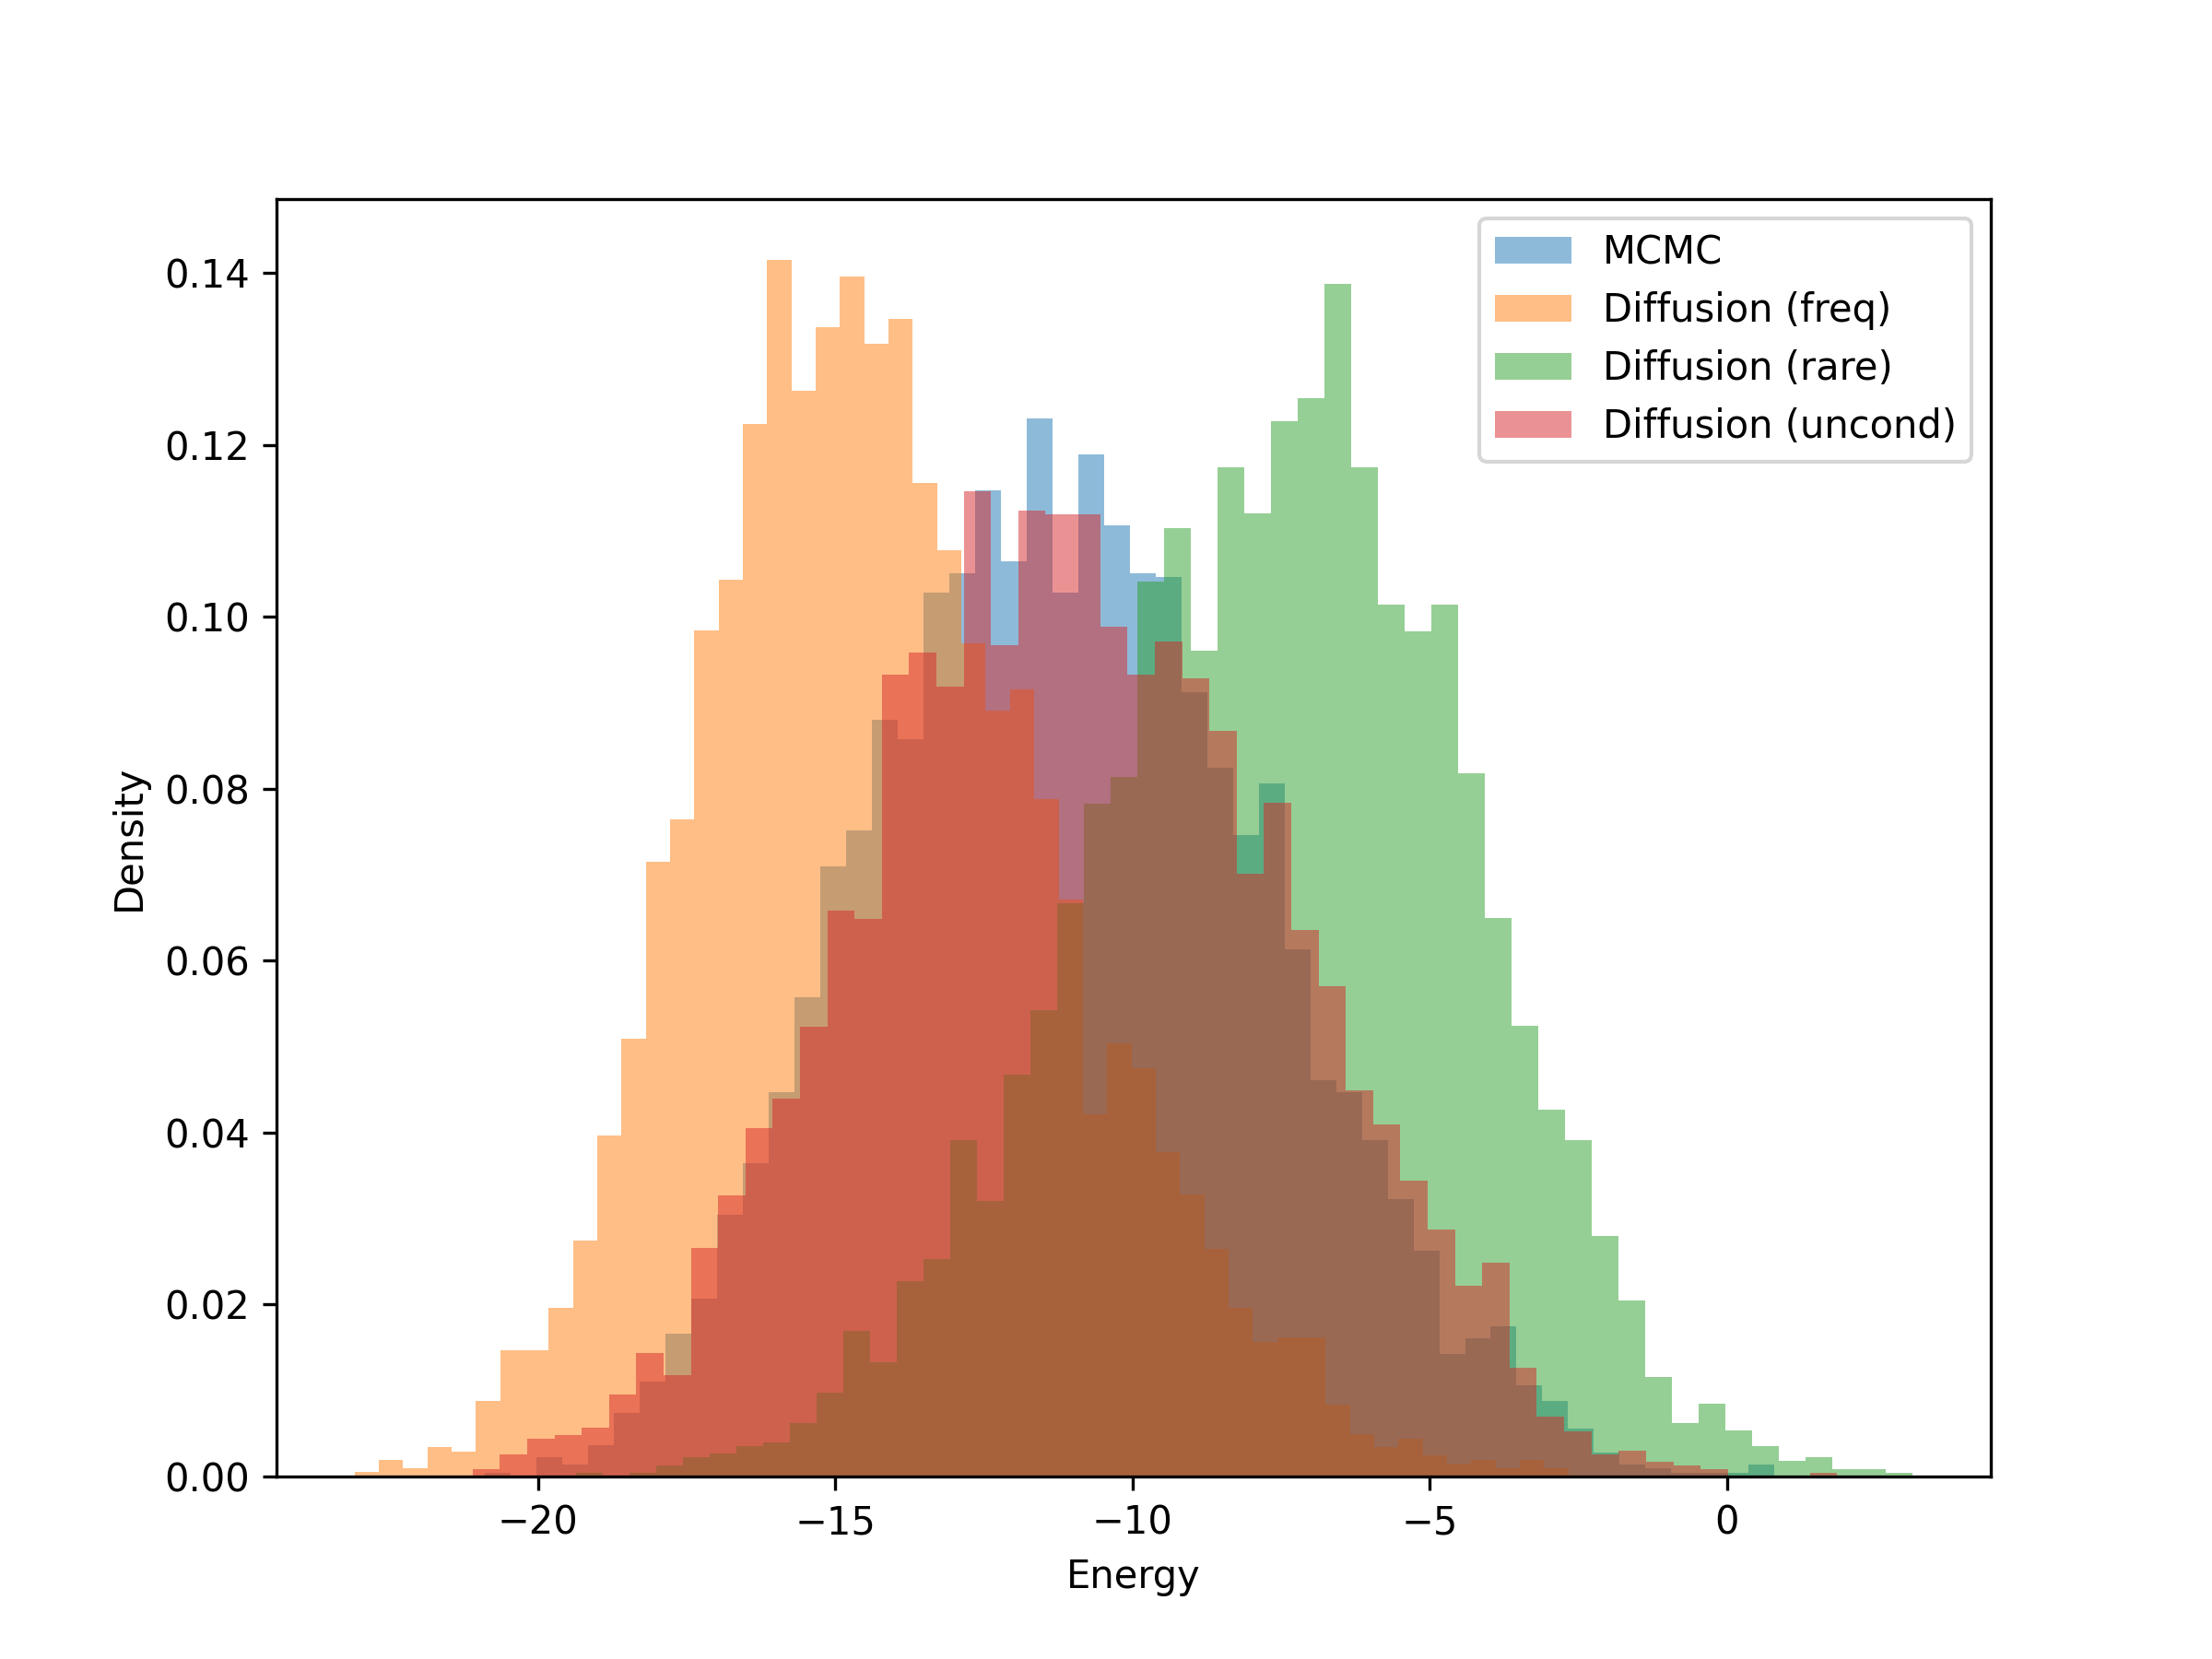 MCMC
Diffusion (freq)
Diffusion (rare)
Diffusion (uncond)
0.14
0.12
0.10
0.08
0.06
0.04
0.02
0.00
Density
−20 −15 −10 −5 0
Energy